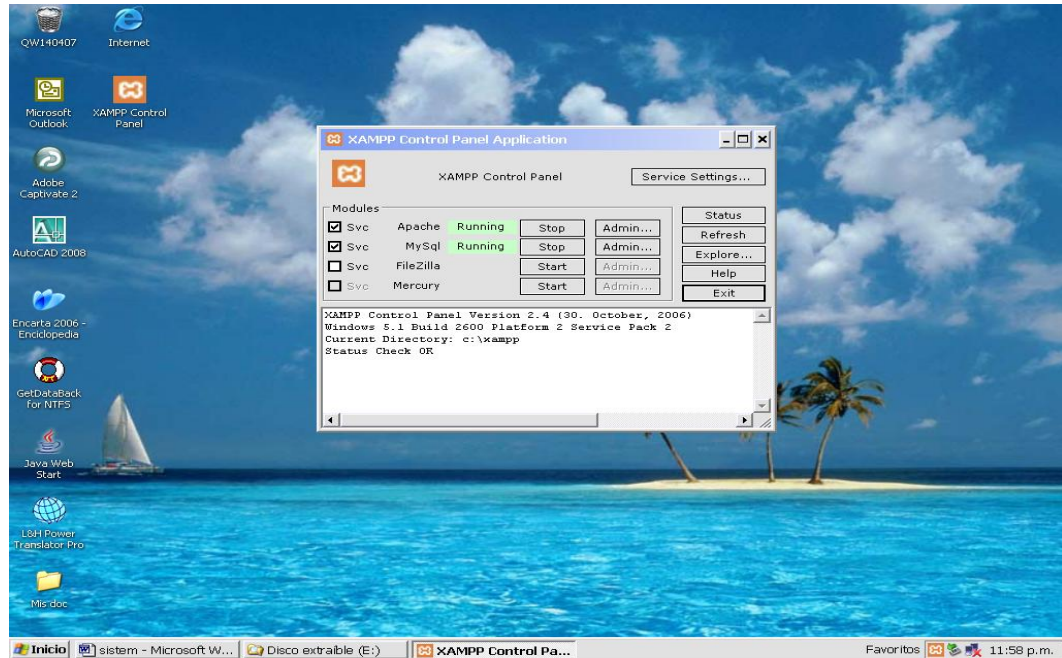 QW140407
Internet
Microsoft Outlook
XAMPP Control Panel
Adobe Captivate 2
AutoCAD 2008
Encarta 2006 - Enciclopedia
GetDataBack for NTFS
Java Web Start
L&H Power Translator Pro
Mis doc
XAMPP Control Panel Application
XAMPP Control Panel
Service Settings...
Modules
Svc Apache Running Stop Admin...
Svc MySql Running Stop Admin...
Svc FileZilla Start Admin...
Svc Mercury Start Admin...
Status
Refresh
Explore...
Help
Exit
XAMPP Control Panel Version 2.4 (30. October, 2006)
Windows 5.1 Build 2600 Platform 2 Service Pack 2
Current Directory: c:\xampp
Status Check OK
Inicio
sistem - Microsoft W...
Disco extraíble (E:)
XAMPP Control Pa...
Favoritos
11:58 p.m.